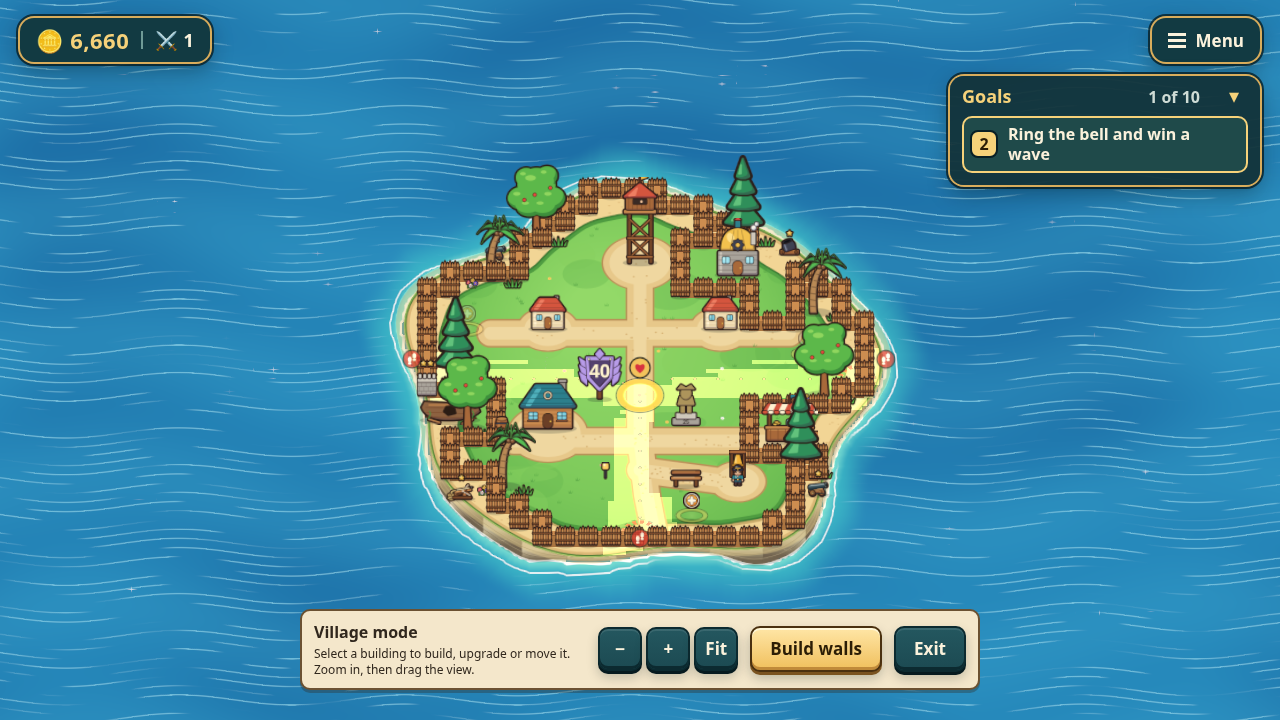 6,660
1
Menu
Goals
1 of 10
2
Ring the bell and win a
wave
40
Village mode
Select a building to build, upgrade or move it.
Zoom in, then drag the view.
−
+
Fit
Build walls
Exit